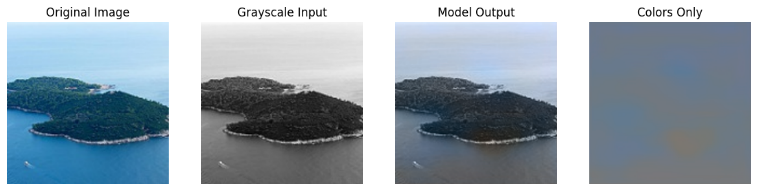 Original Image
Grayscale Input
Model Output
Colors Only